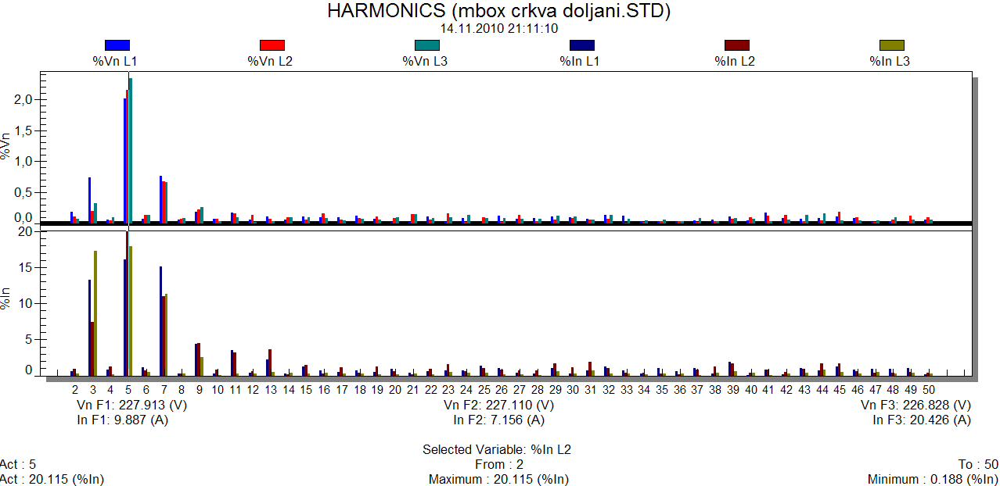 HARMONICS (mbox crkva doljani.STD)
14.11.2010 21:11:10
%Vn L1 %Vn L2 %Vn L3 %In L1 %In L2 %In L3
%Vn
2,0
1,5
1,0
0,5
0,0
%In
20
15
10
5
0
2 3 4 5 6 7 8 9 10 11 12 13 14 15 16 17 18 19 20 21 22 23 24 25 26 27 28 29 30 31 32 33 34 35 36 37 38 39 40 41 42 43 44 45 46 47 48 49 50
Vn F1: 227.913 (V) Vn F2: 227.110 (V) Vn F3: 226.828 (V)
In F1: 9.887 (A) In F2: 7.156 (A) In F3: 20.426 (A)
Selected Variable: %In L2
Act : 5 From : 2 To : 50
Act : 20.115 (%In) Maximum : 20.115 (%In) Minimum : 0.188 (%In)